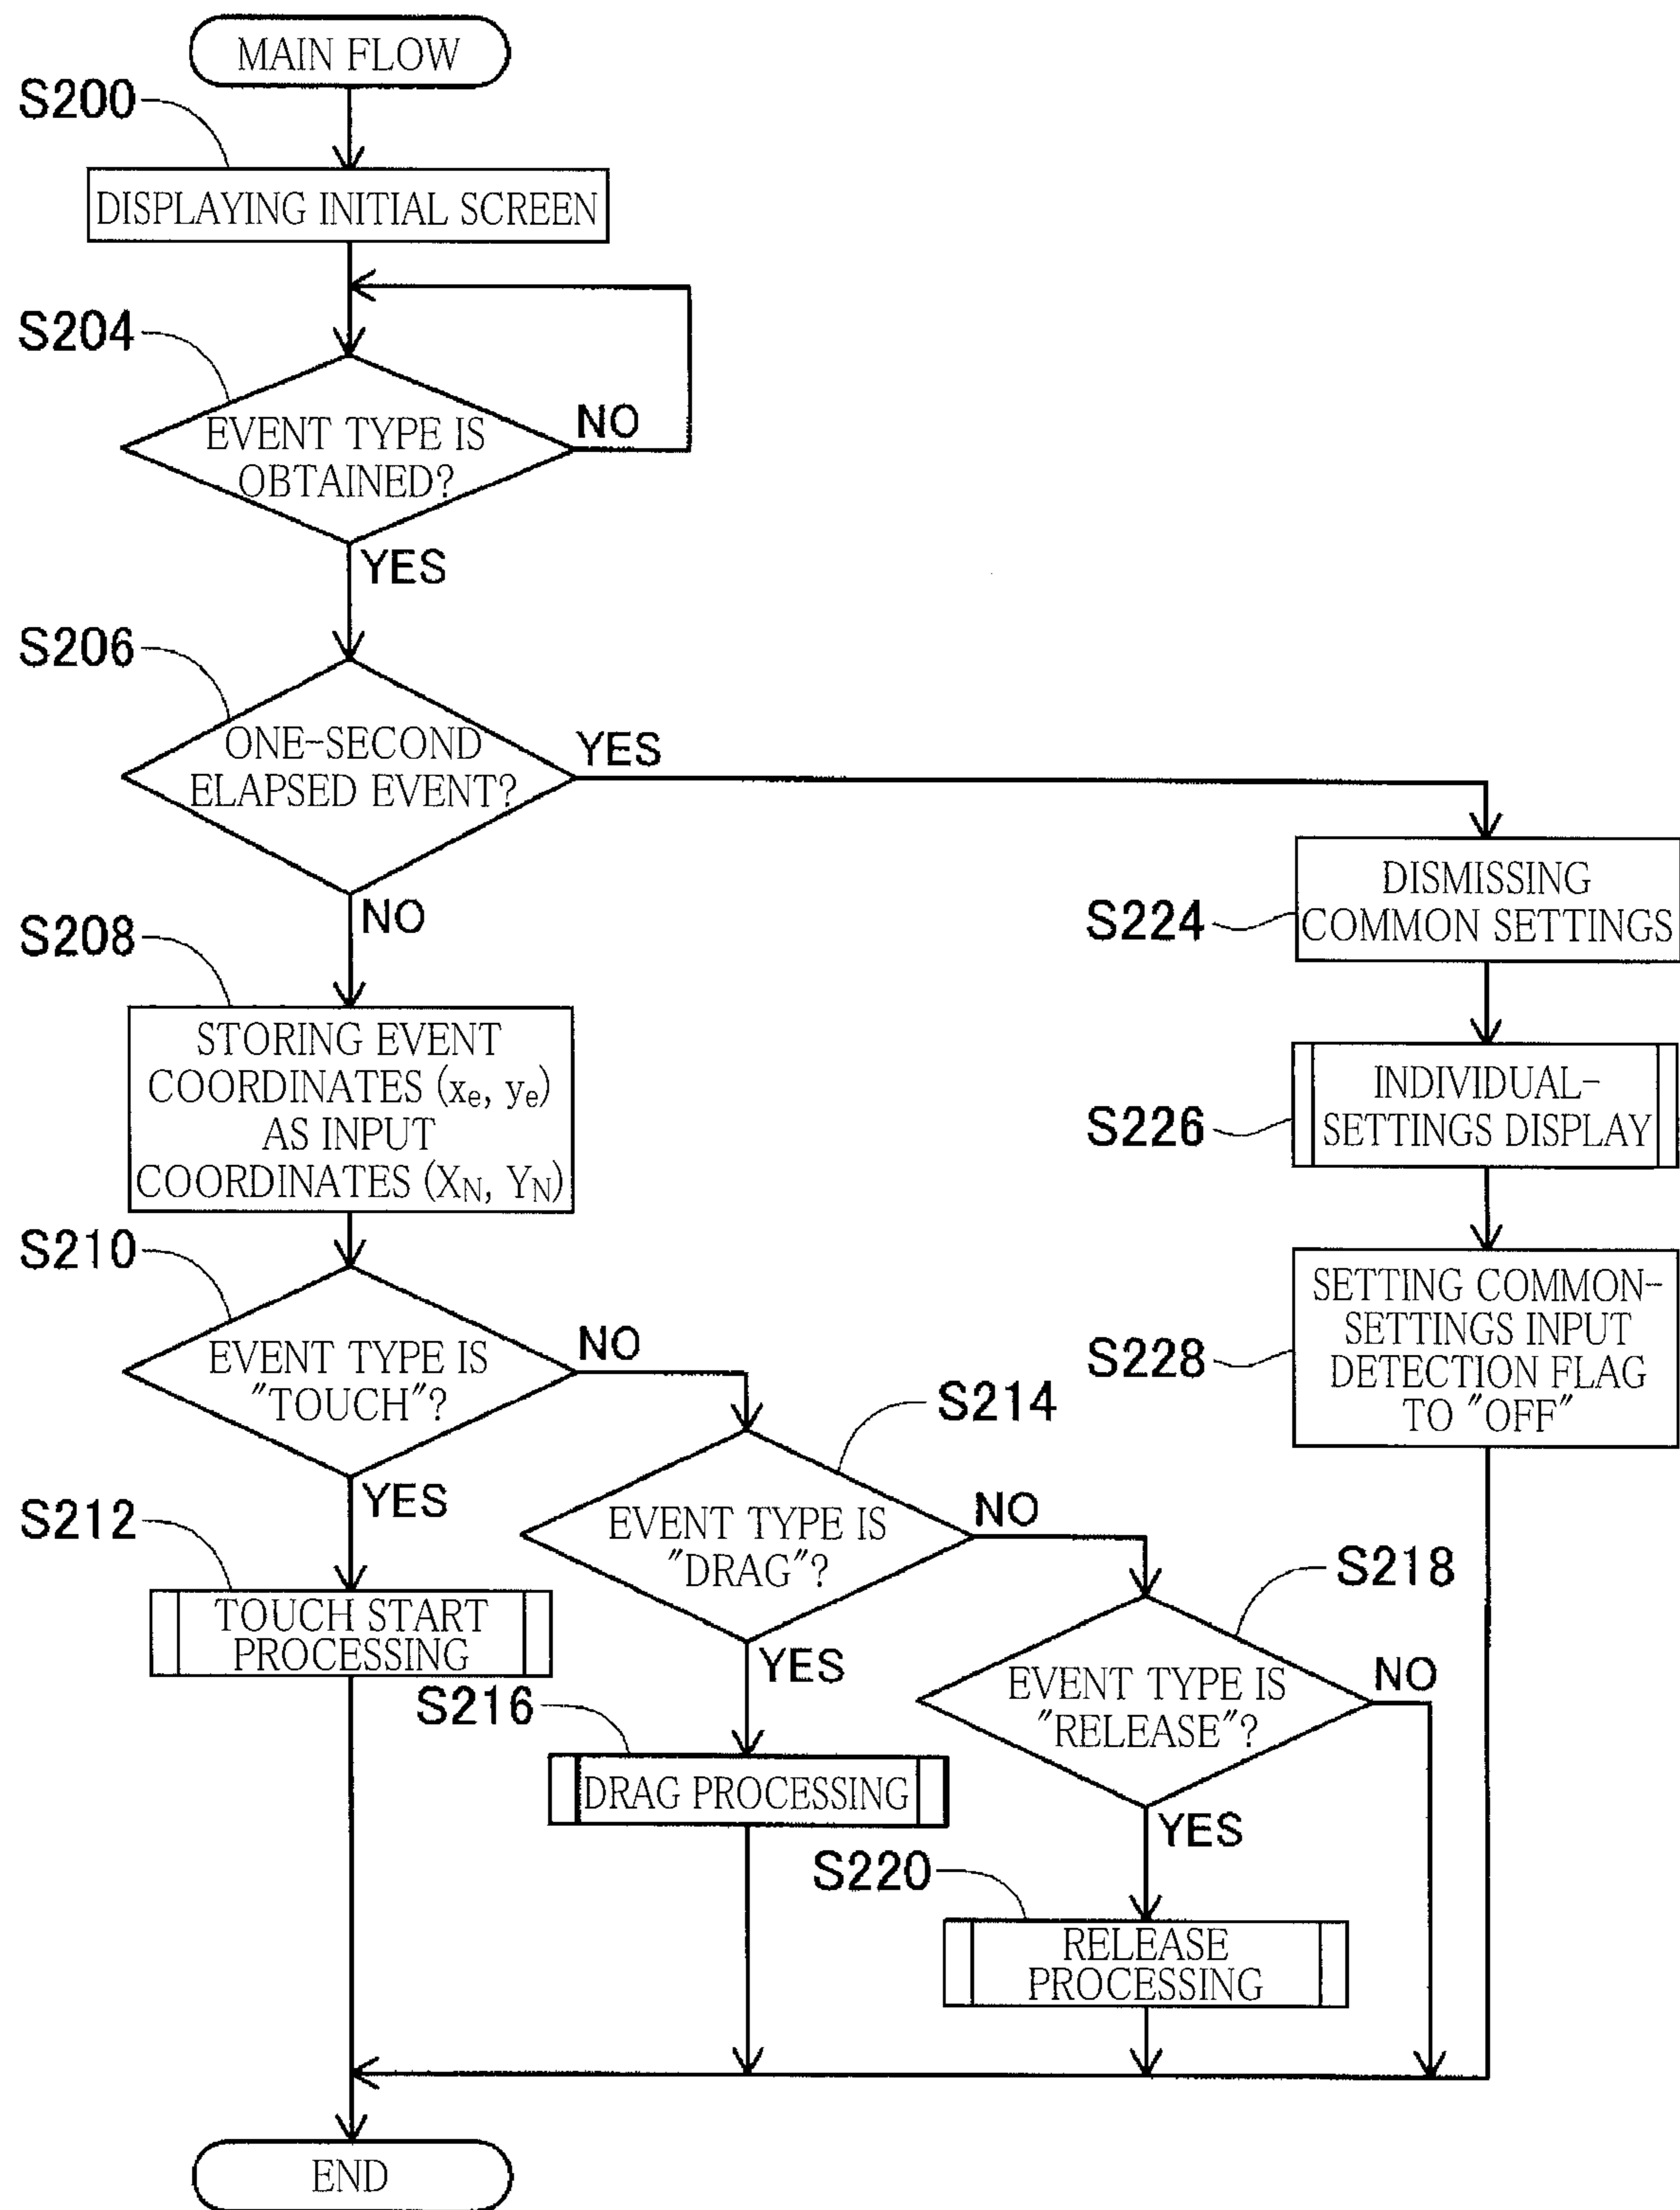 MAIN FLOW
S200
DISPLAYING INITIAL SCREEN
S204
EVENT TYPE IS
OBTAINED?
NO
YES
S206
ONE-SECOND
ELAPSED EVENT?
YES
NO
S208
STORING EVENT
COORDINATES (xe, ye)
AS INPUT
COORDINATES (XN, YN)
S224
DISMISSING
COMMON SETTINGS
S226
INDIVIDUAL-
SETTINGS DISPLAY
S228
SETTING COMMON-
SETTINGS INPUT
DETECTION FLAG
TO "OFF"
S210
EVENT TYPE IS
"TOUCH"?
NO
YES
S212
TOUCH START
PROCESSING
S214
EVENT TYPE IS
"DRAG"?
NO
YES
S216
DRAG PROCESSING
S218
EVENT TYPE IS
"RELEASE"?
NO
YES
S220
RELEASE
PROCESSING
END